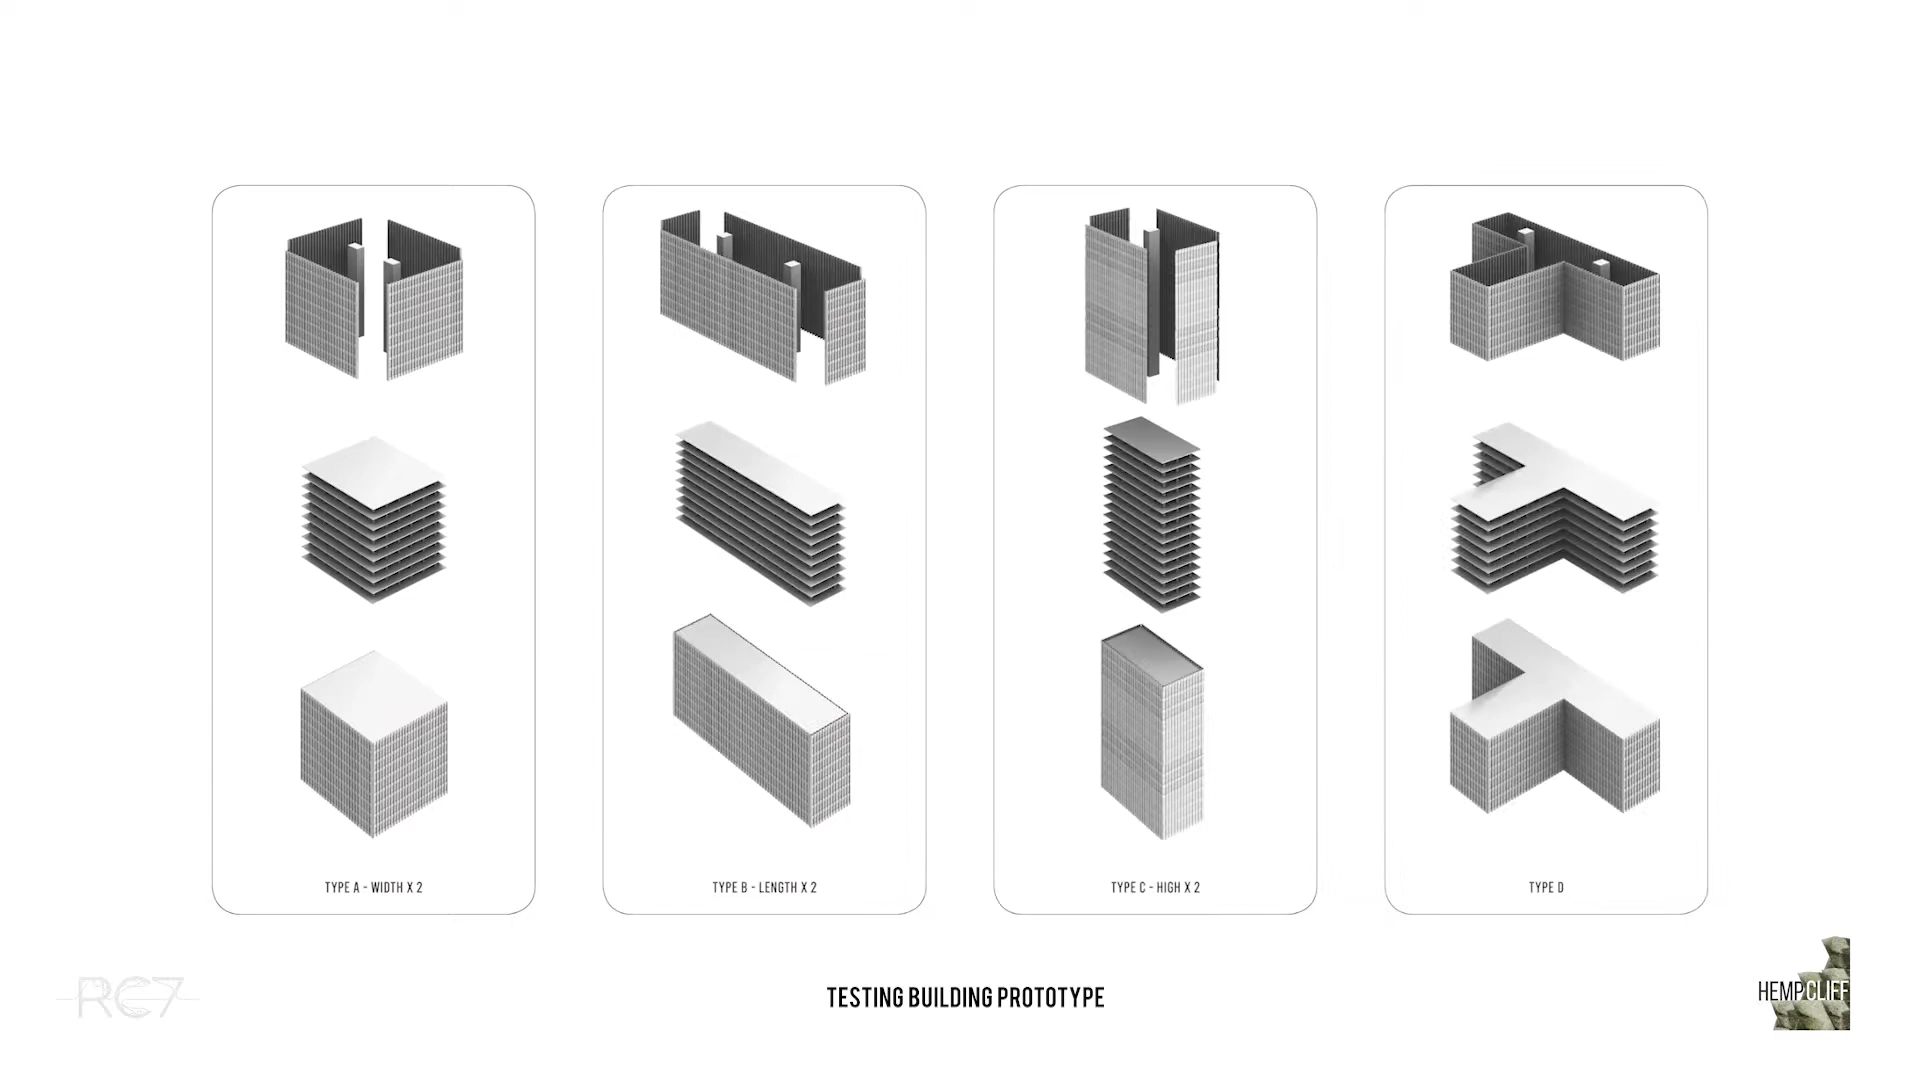 TYPE A - WIDTH X 2
TYPE B - LENGTH X 2
TYPE C - HIGH X 2
TYPE D
RC7
TESTING BUILDING PROTOTYPE
HEMPCLIFF